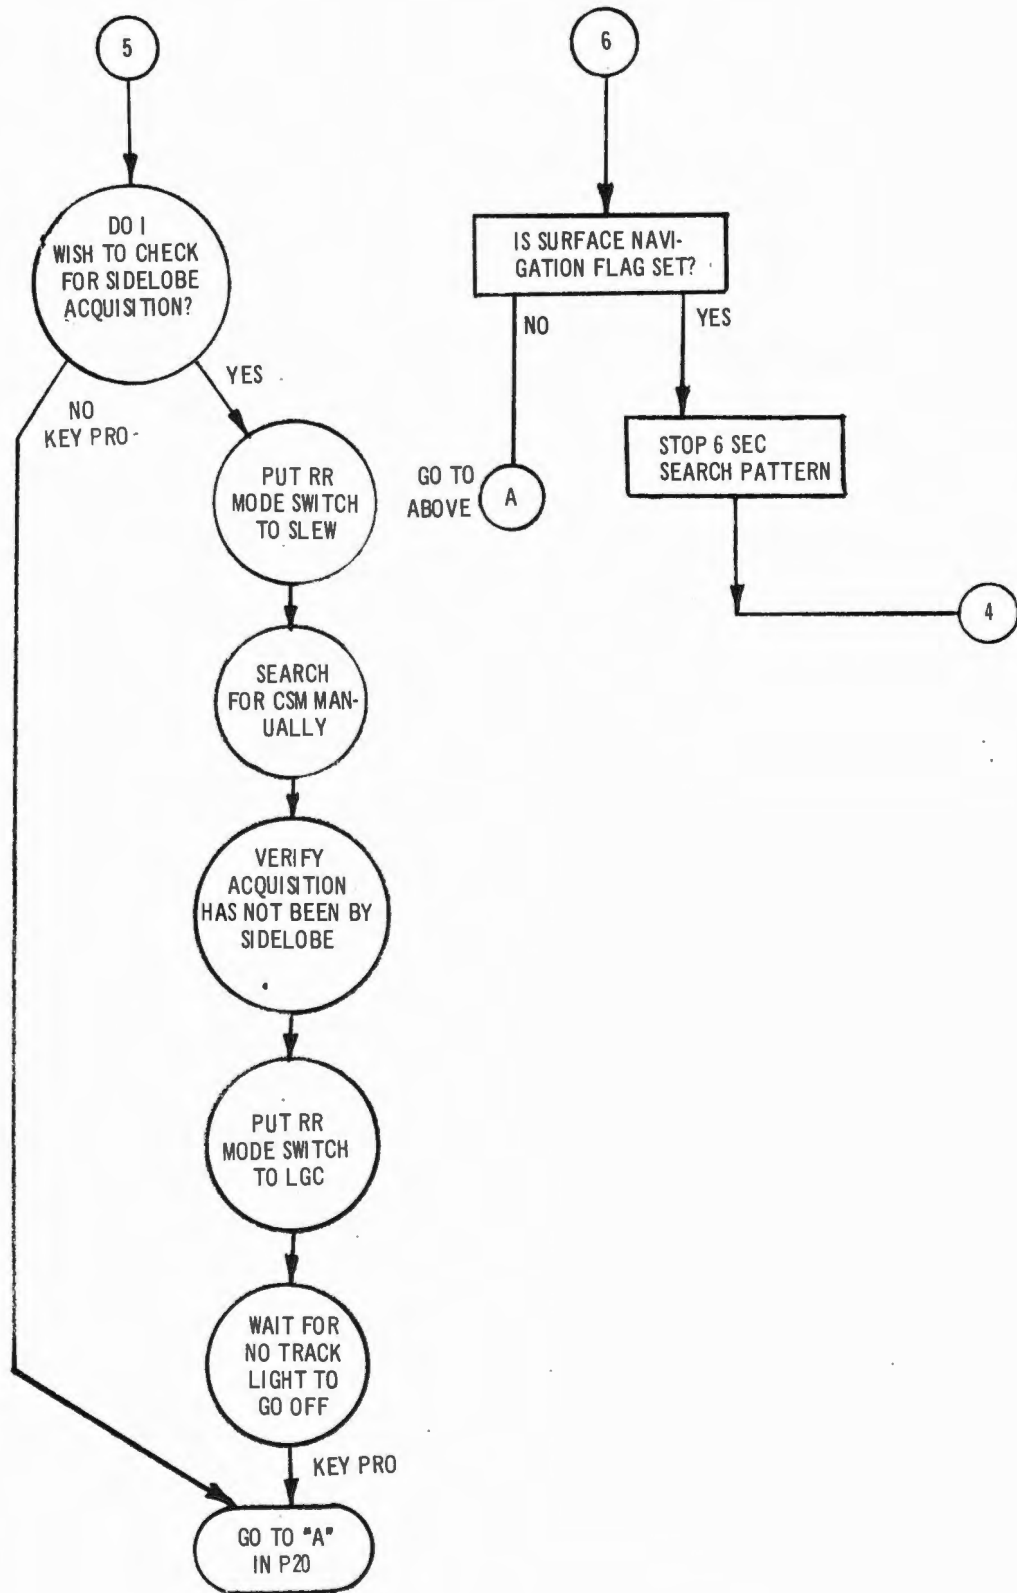 5
DO I
WISH TO CHECK
FOR SIDELOBE
ACQUISITION?
YES
NO
KEY PRO
PUT RR
MODE SWITCH
TO SLEW
SEARCH
FOR CSM MAN-
UALLY
VERIFY
ACQUISITION
HAS NOT BEEN BY
SIDELOBE
PUT RR
MODE SWITCH
TO LGC
WAIT FOR
NO TRACK
LIGHT TO
GO OFF
KEY PRO
GO TO "A"
IN P20
6
IS SURFACE NAVI-
GATION FLAG SET?
NO
YES
GO TO
ABOVE
A
STOP 6 SEC
SEARCH PATTERN
4